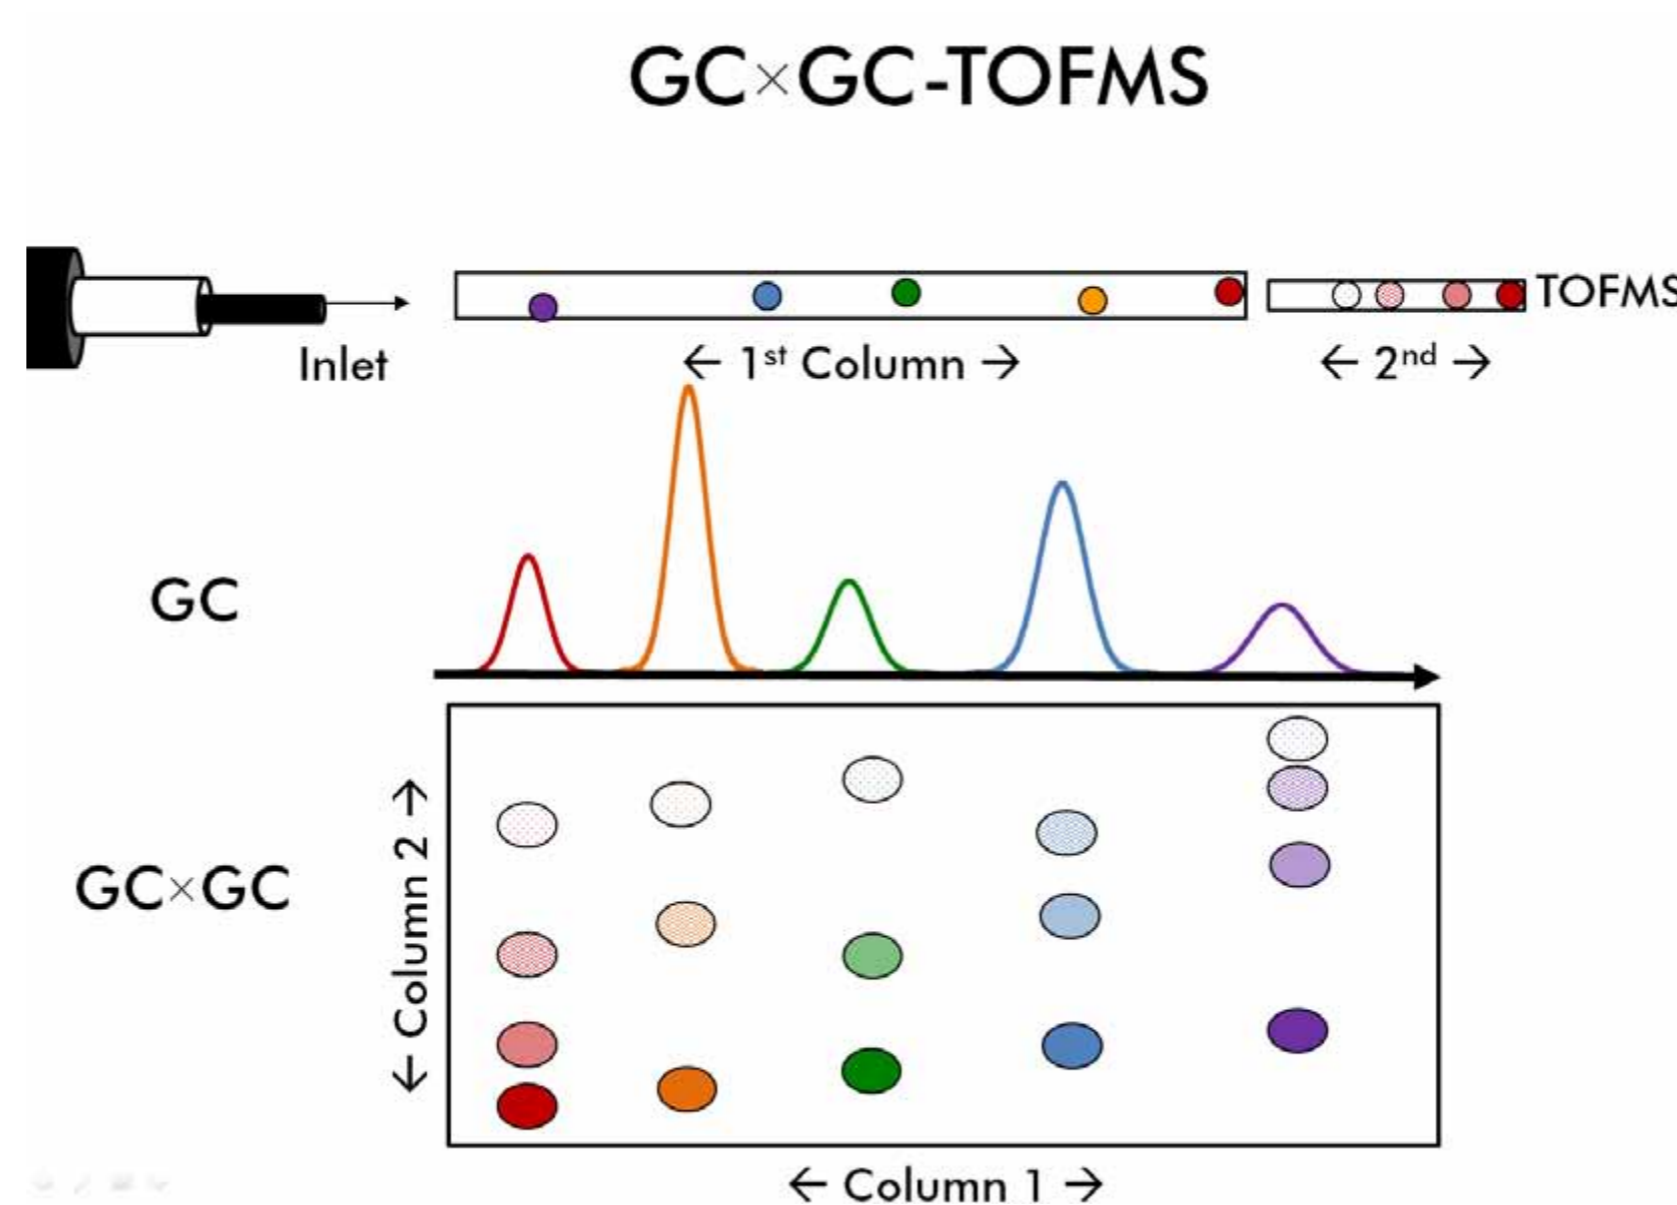 GC×GC-TOFMS
TOFMS
Inlet
← 1st Column →
← 2nd →
GC
GC×GC
← Column 2 →
← Column 1 →